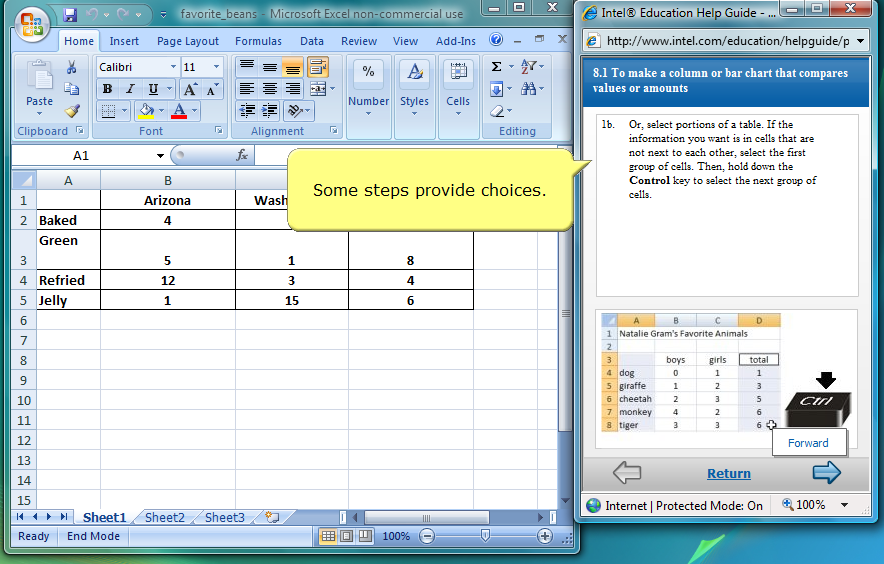 favorite_beans - Microsoft Excel non-commercial use
Home Insert Page Layout Formulas Data Review View Add-Ins
Calibri 11
Paste B I U A A % A Σ A Z
A Number Styles Cells
Clipboard Font Alignment Editing
A1 fx
A B
1 Arizona Wash
2 Baked 4
Green
3 5 1 8
4 Refried 12 3 4
5 Jelly 1 15 6
6
7
8
9
10
11
12
13
14
15
Sheet1 Sheet2 Sheet3
Ready End Mode 100%
Some steps provide choices.
Intel® Education Help Guide - ...
http://www.intel.com/education/helpguide/p
8.1 To make a column or bar chart that compares
values or amounts
1b. Or, select portions of a table. If the
information you want is in cells that are
not next to each other, select the first
group of cells. Then, hold down the
Control key to select the next group of
cells.
A B C D
1 Natalie Gram's Favorite Animals
2
3 boys girls total
4 dog 0 1 1
5 giraffe 1 2 3
6 cheetah 2 3 5
7 monkey 4 2 6
8 tiger 3 3 6
Ctrl
Forward
Return
Internet | Protected Mode: On 100%